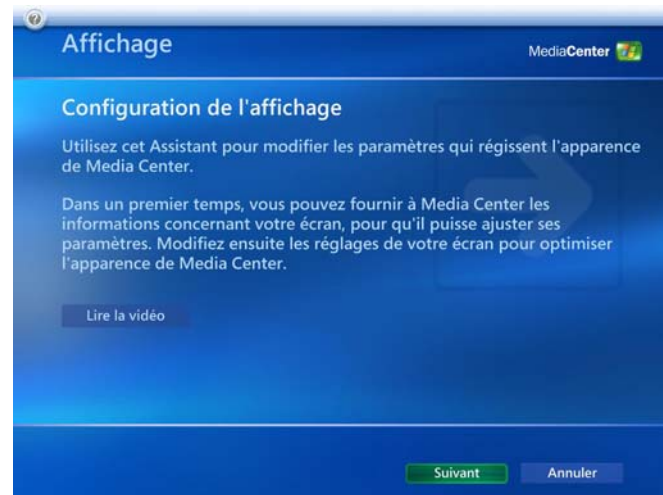 Affichage
MediaCenter
Configuration de l'affichage
Utilisez cet Assistant pour modifier les paramètres qui régissent l'apparence
de Media Center.
Dans un premier temps, vous pouvez fournir à Media Center les
informations concernant votre écran, pour qu'il puisse ajuster ses
paramètres. Modifiez ensuite les réglages de votre écran pour optimiser
l'apparence de Media Center.
Lire la vidéo
Suivant Annuler